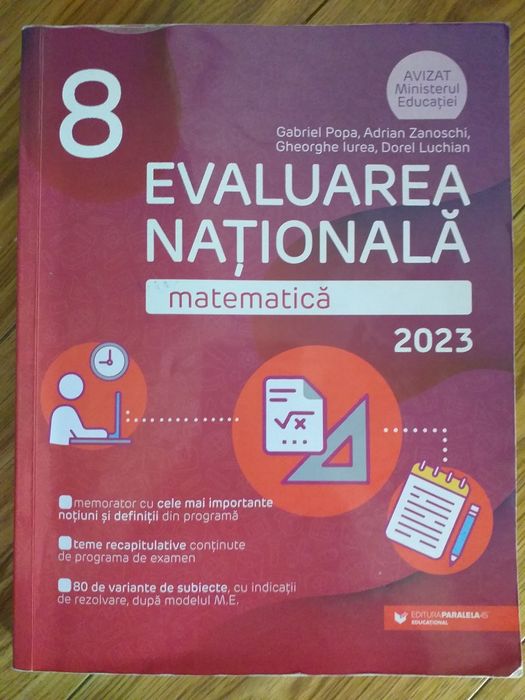 8
AVIZAT
Ministerul
Educației
Gabriel Popa, Adrian Zanoschi,
Gheorghe Iurea, Dorel Luchian
EVALUAREA
NAȚIONALĂ
matematică
2023
√x
memorator cu cele mai importante
noțiuni și definiții din programă
teme recapitulative conținute
de programa de examen
80 de variante de subiecte, cu indicații
de rezolvare, după modelul M.E.
EDITURA PARALELA 45
EDUCAȚIONAL